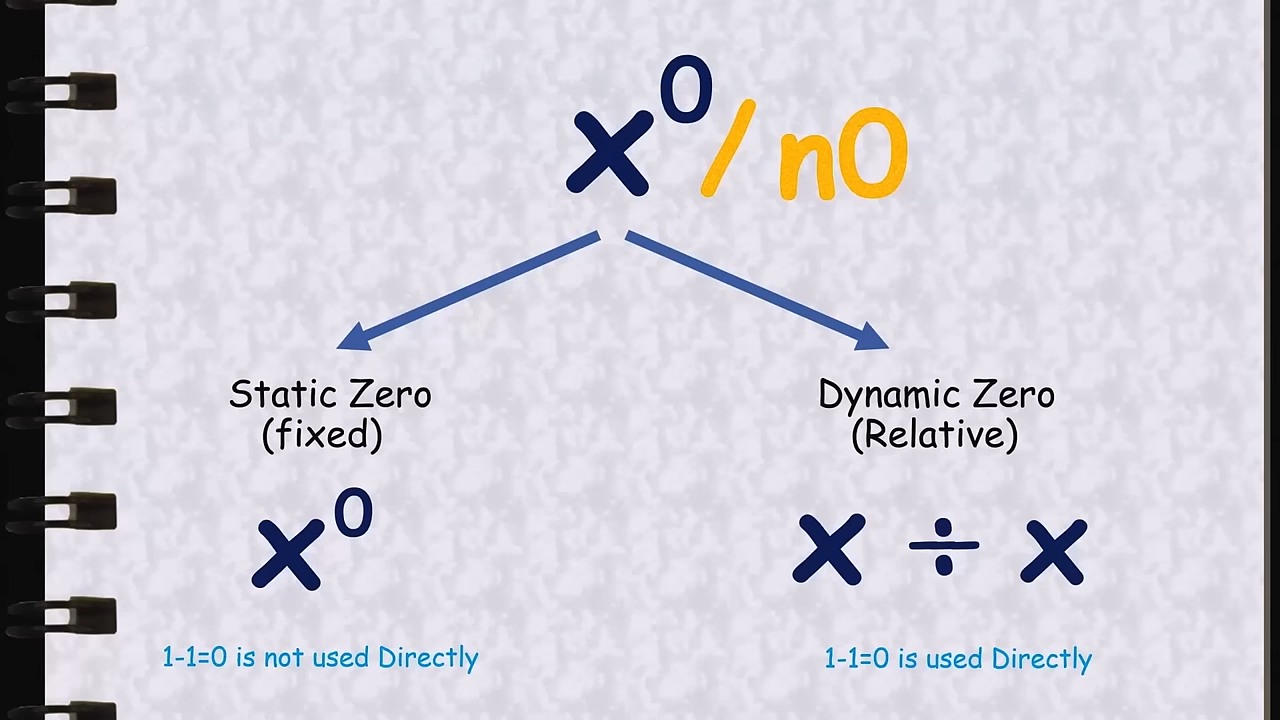 x⁰/n0
Static Zero
(fixed)
Dynamic Zero
(Relative)
x⁰
x ÷ x
1-1=0 is not used Directly
1-1=0 is used Directly